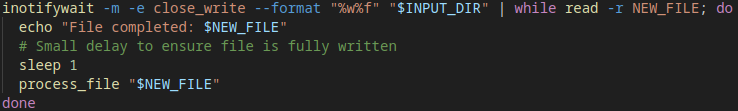 inotifywait -m -e close_write --format "%w%f" "$INPUT_DIR" | while read -r NEW_FILE; do
  echo "File completed: $NEW_FILE"
  # Small delay to ensure file is fully written
  sleep 1
  process_file "$NEW_FILE"
done